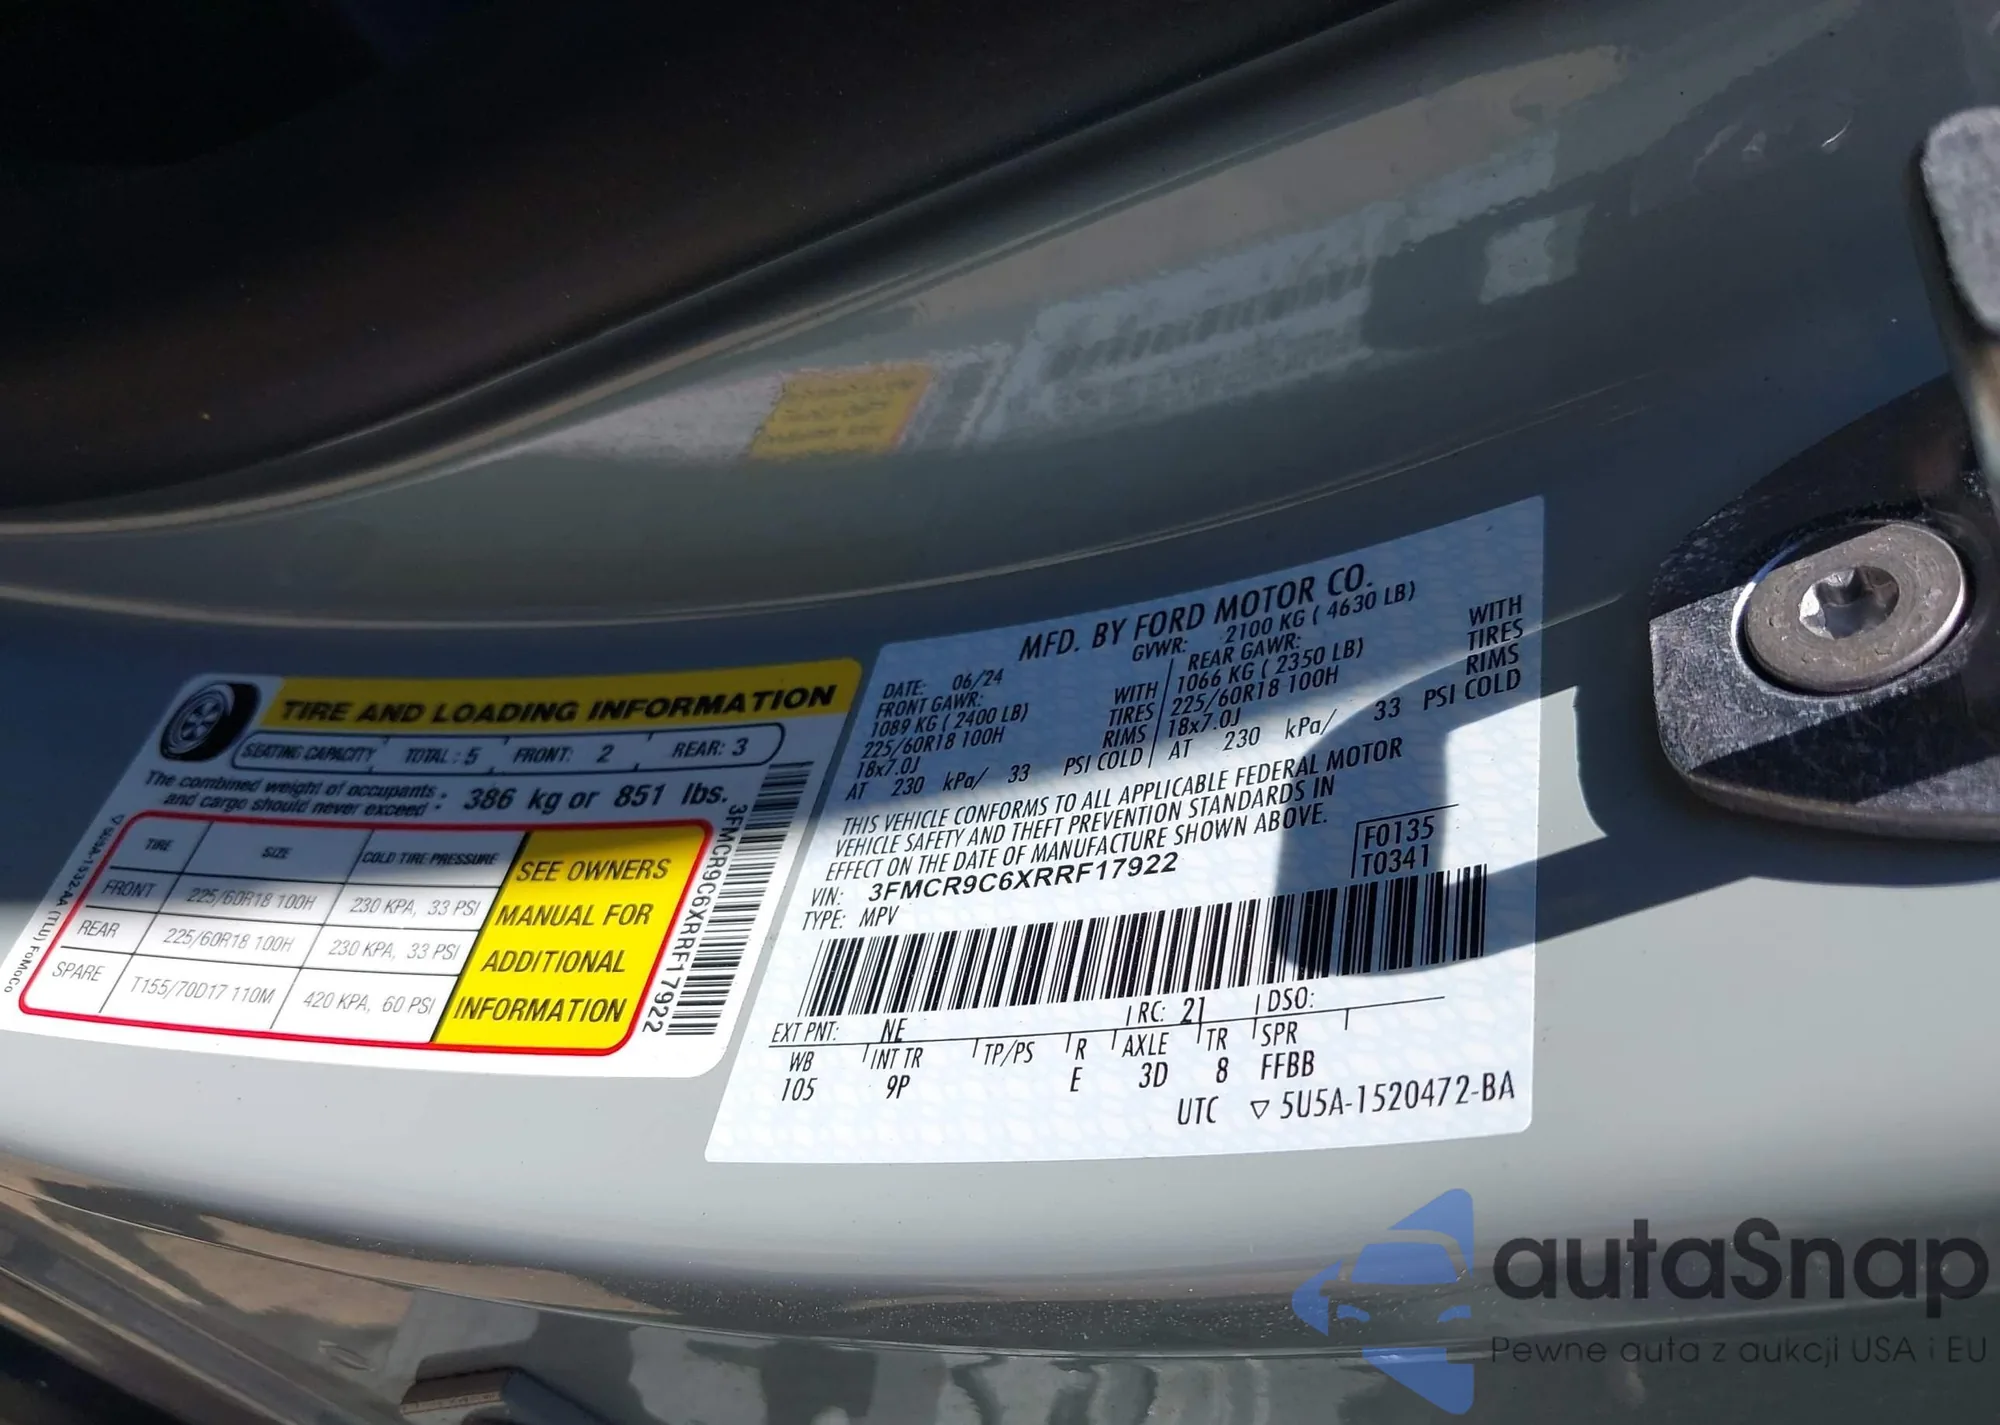 TIRE AND LOADING INFORMATION
SEATING CAPACITY TOTAL : 5 FRONT: 2 REAR: 3
The combined weight of occupants and cargo should never exceed : 386 kg or 851 lbs.
TIRE SIZE COLD TIRE PRESSURE
FRONT 225/60R18 100H 230 KPA, 33 PSI
REAR 225/60R18 100H 230 KPA, 33 PSI
SPARE T155/70D17 110M 420 KPA, 60 PSI
SEE OWNERS
MANUAL FOR
ADDITIONAL
INFORMATION
3FMCR9C6XRRF17922
▽ 5U5A-1532-AA (TLU) FoMoCo
MFD. BY FORD MOTOR CO.
DATE: 06/24 GVWR: 2100 KG ( 4630 LB)
FRONT GAWR: REAR GAWR:
1089 KG ( 2400 LB) WITH 1066 KG ( 2350 LB) WITH
225/60R18 100H TIRES 225/60R18 100H TIRES
18x7.0J RIMS 18x7.0J RIMS
AT 230 kPa/ 33 PSI COLD AT 230 kPa/ 33 PSI COLD
THIS VEHICLE CONFORMS TO ALL APPLICABLE FEDERAL MOTOR
VEHICLE SAFETY AND THEFT PREVENTION STANDARDS IN
EFFECT ON THE DATE OF MANUFACTURE SHOWN ABOVE.
F0135
T0341
VIN: 3FMCR9C6XRRF17922
TYPE: MPV
EXT PNT: NE RC: 21 DSO:
WB INT TR TP/PS R AXLE TR SPR
105 9P E 3D 8 FFBB
UTC ▽ 5U5A-1520472-BA
autaSnap
Pewne auta z aukcji USA i EU